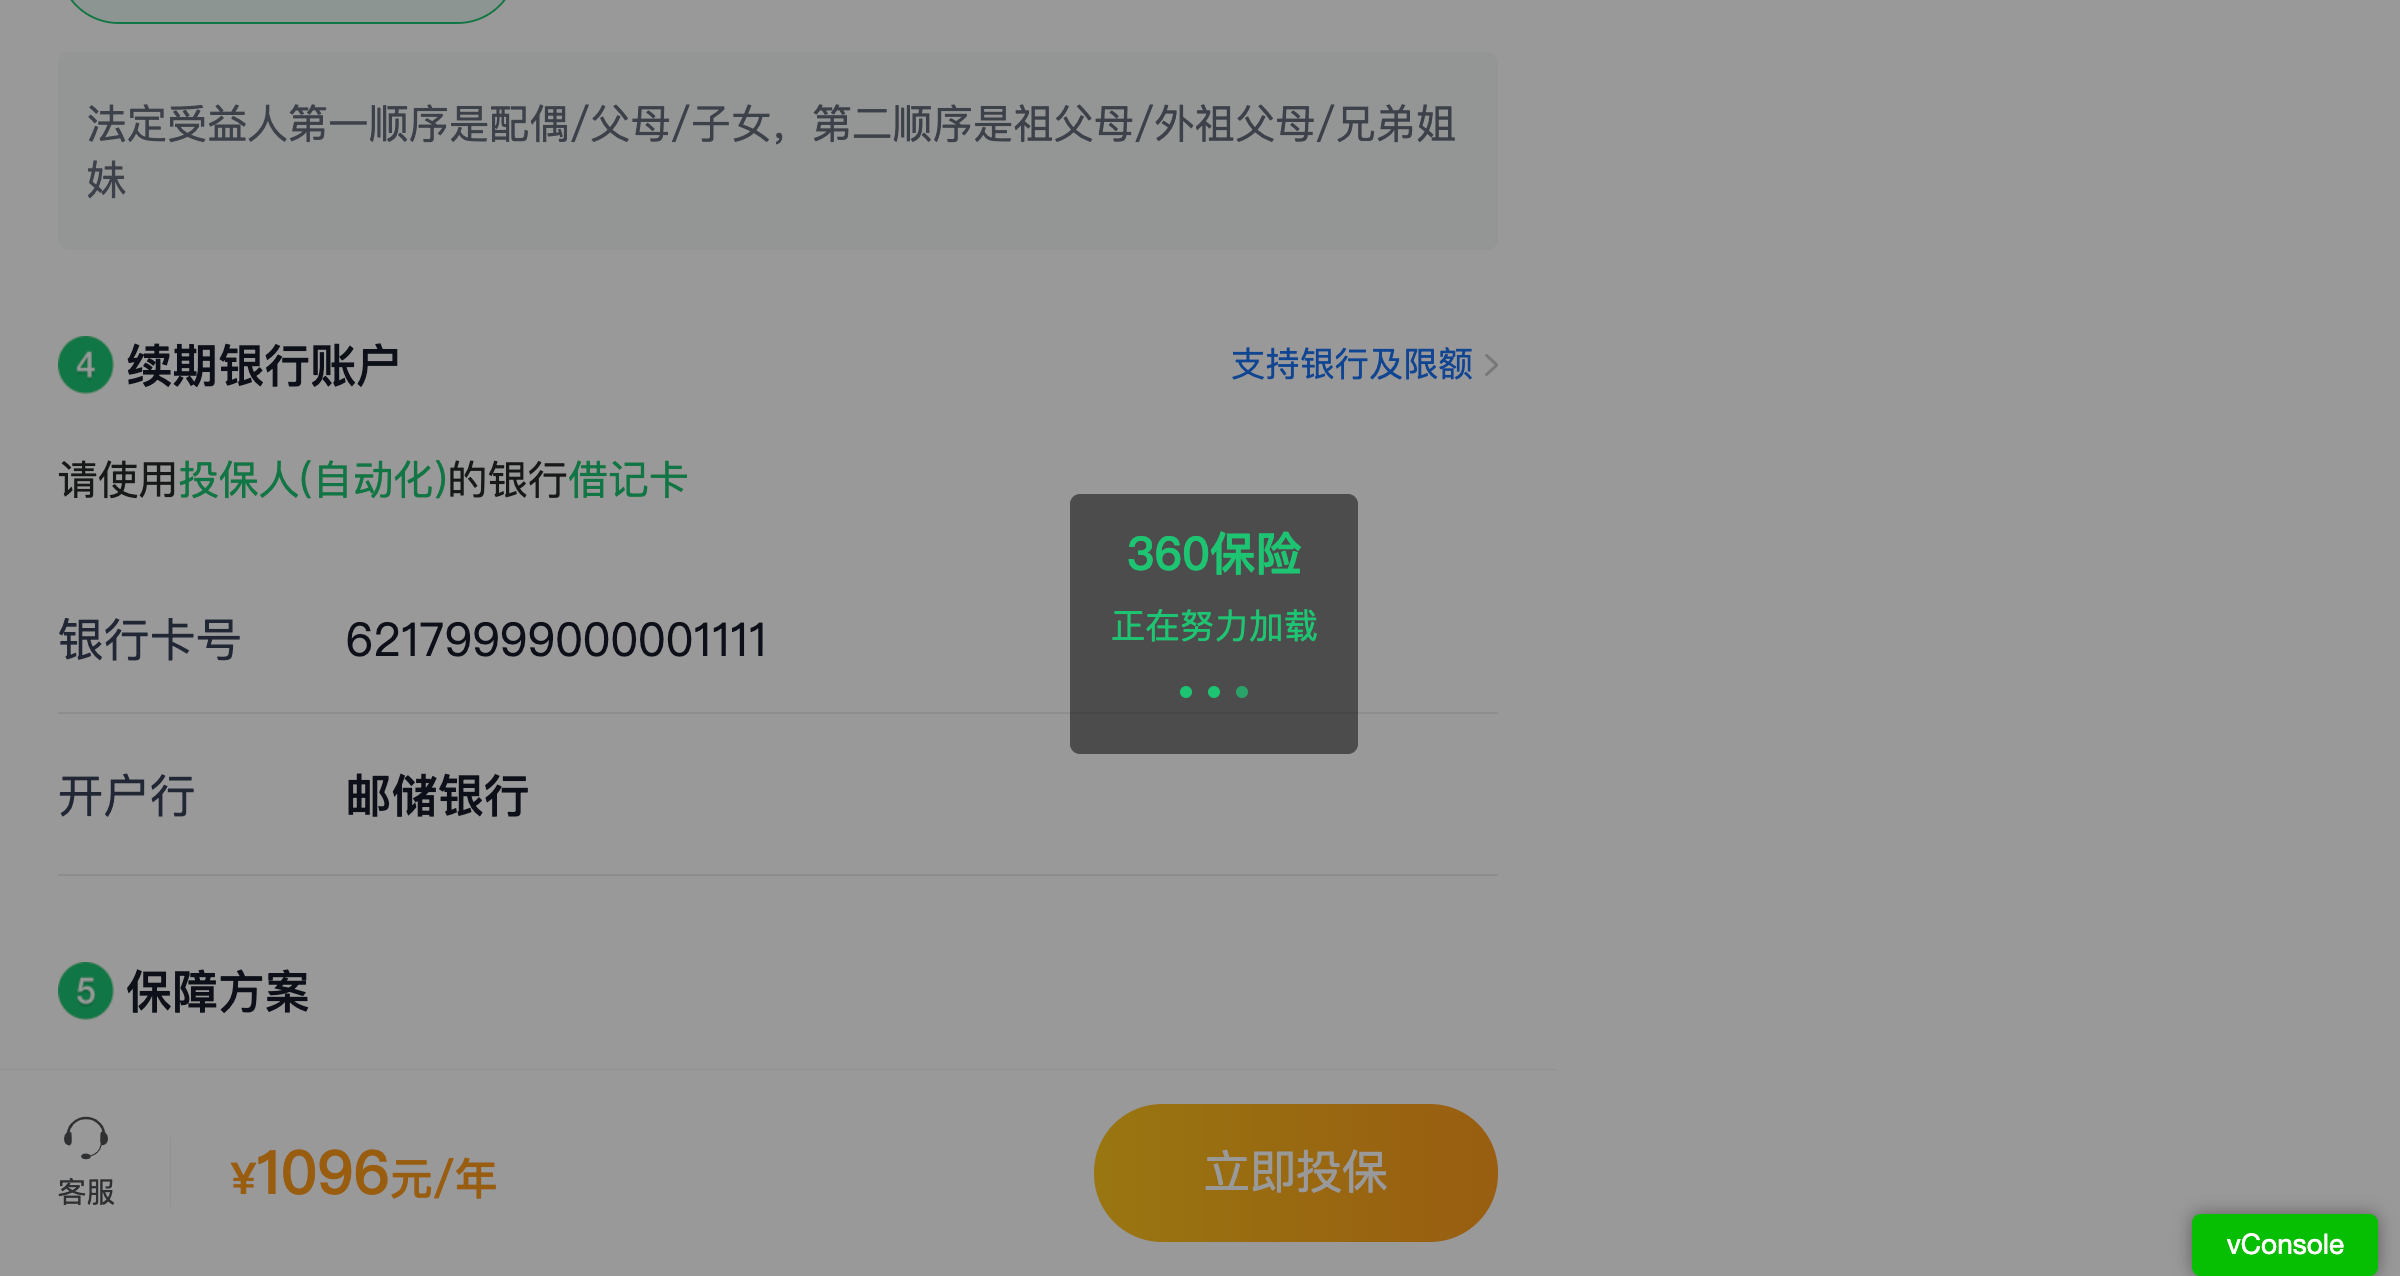 法定受益人第一顺序是配偶/父母/子女，第二顺序是祖父母/外祖父母/兄弟姐
妹
4 续期银行账户 支持银行及限额
请使用投保人(自动化)的银行借记卡
360保险
正在努力加载
银行卡号 62179999000001111
开户行 邮储银行
5 保障方案
客服 ¥1096元/年 立即投保
vConsole